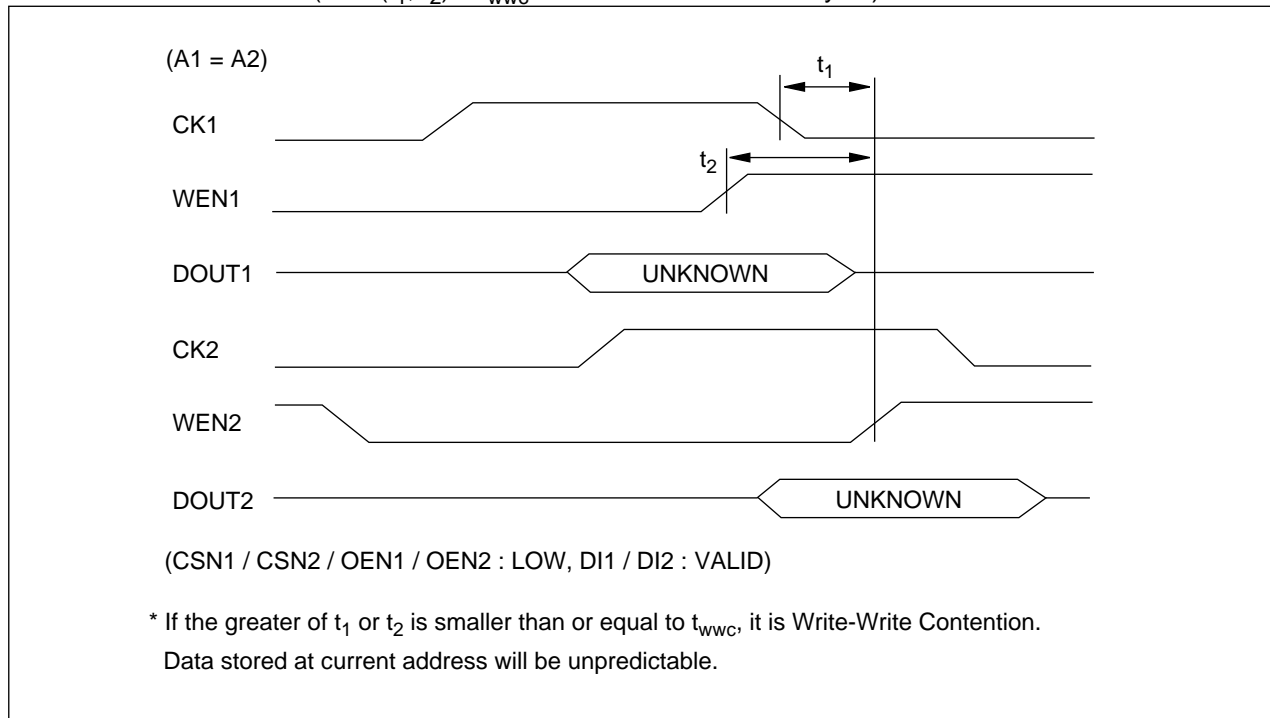 (A1 = A2)
t1
CK1
t2
WEN1
DOUT1
UNKNOWN
CK2
WEN2
DOUT2
UNKNOWN
(CSN1 / CSN2 / OEN1 / OEN2 : LOW, DI1 / DI2 : VALID)
* If the greater of t1 or t2 is smaller than or equal to twwc, it is Write-Write Contention.
Data stored at current address will be unpredictable.